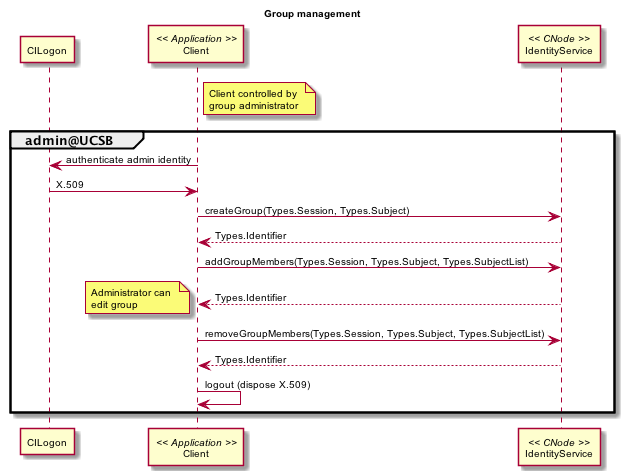 Group management
CILogon
<< Application >>
Client
<< CNode >>
IdentityService
Client controlled by
group administrator
admin@UCSB
authenticate admin identity
X.509
createGroup(Types.Session, Types.Subject)
Types.Identifier
addGroupMembers(Types.Session, Types.Subject, Types.SubjectList)
Administrator can
edit group
Types.Identifier
removeGroupMembers(Types.Session, Types.Subject, Types.SubjectList)
Types.Identifier
logout (dispose X.509)
CILogon
<< Application >>
Client
<< CNode >>
IdentityService